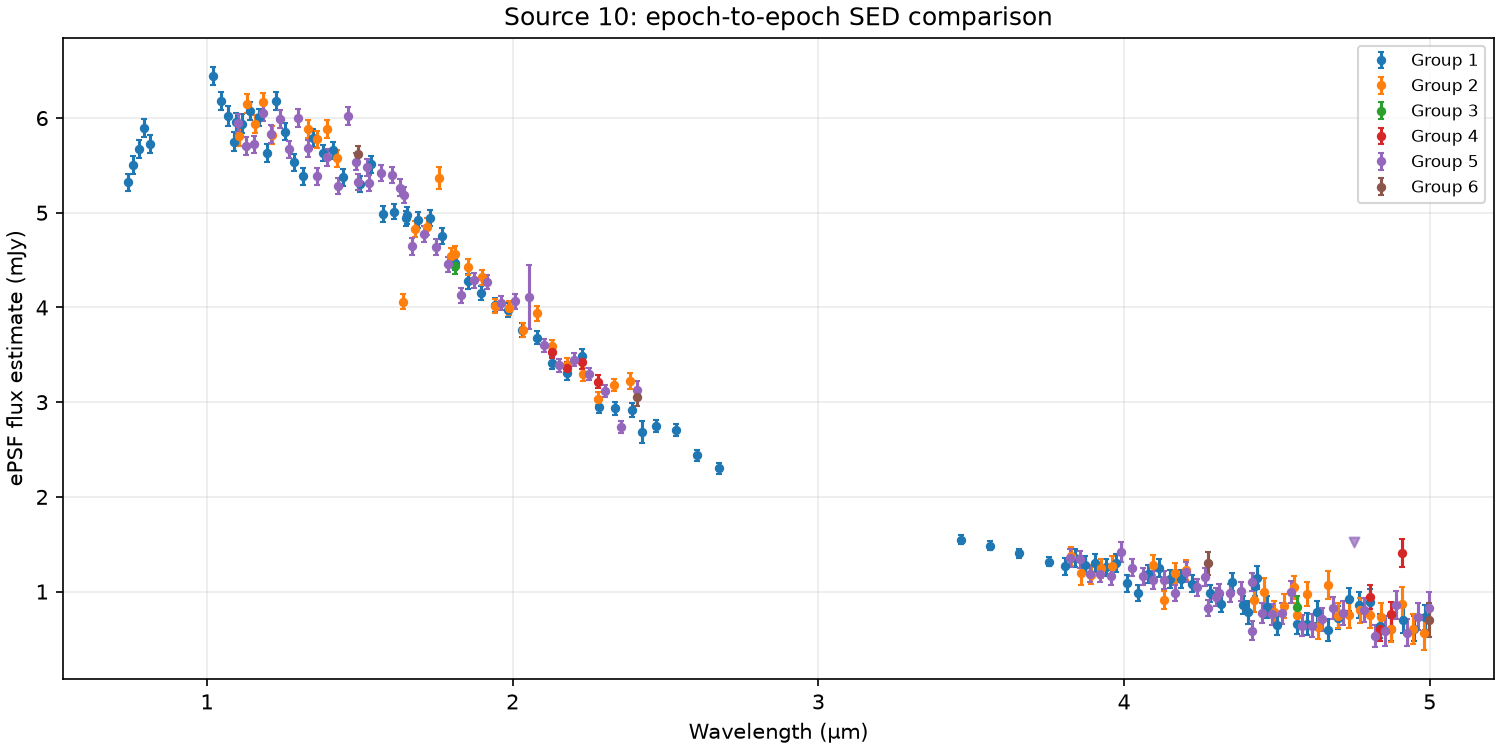 Source 10: epoch-to-epoch SED comparison
ePSF flux estimate (mJy)
6
5
4
3
2
1
Group 1
Group 2
Group 3
Group 4
Group 5
Group 6
1 2 3 4 5
Wavelength (μm)